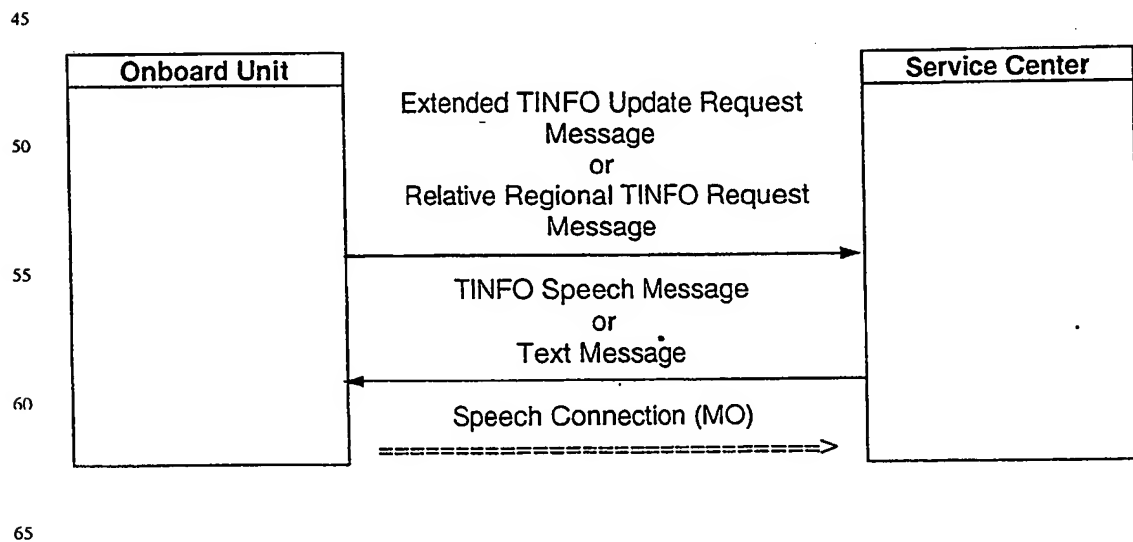 45
Onboard Unit
Service Center
Extended TINFO Update Request
Message
50
or
Relative Regional TINFO Request
Message
55
TINFO Speech Message
or
Text Message
60
Speech Connection (MO)
65